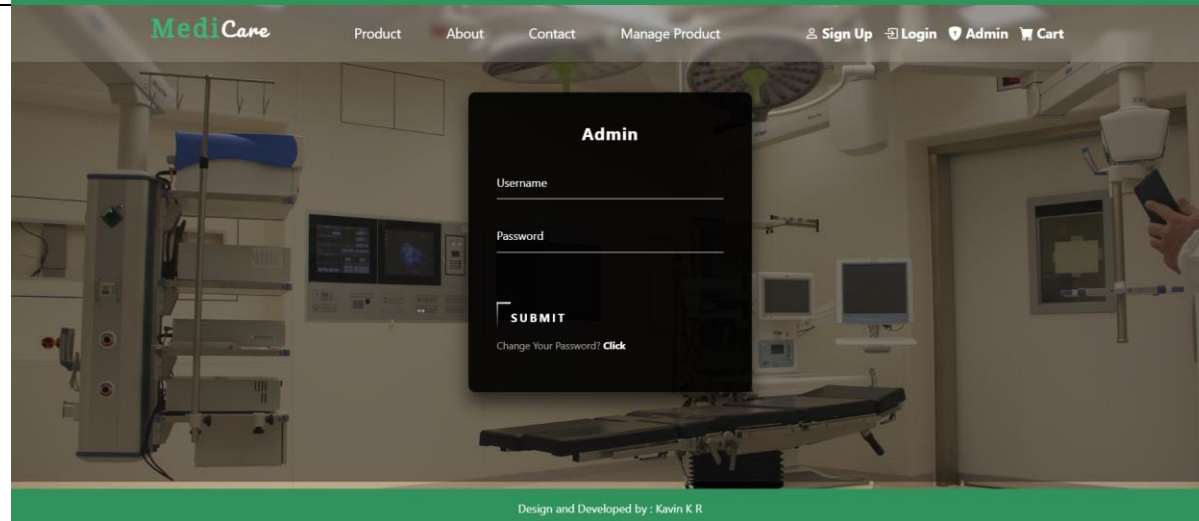 MediCare Product About Contact Manage Product Sign Up Login Admin Cart
Admin
Username
Password
SUBMIT
Change Your Password? Click
Design and Developed by : Kavin K R